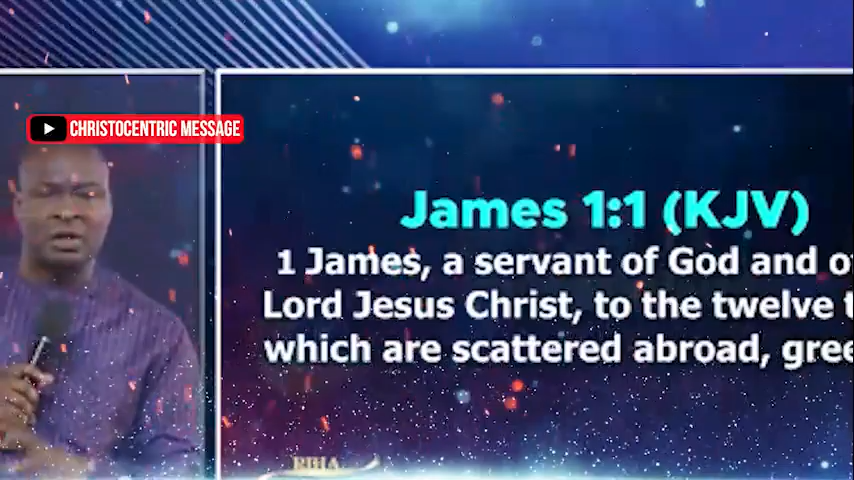 CHRISTOCENTRIC MESSAGE
James 1:1 (KJV)
1 James, a servant of God and of
Lord Jesus Christ, to the twelve t
which are scattered abroad, gree